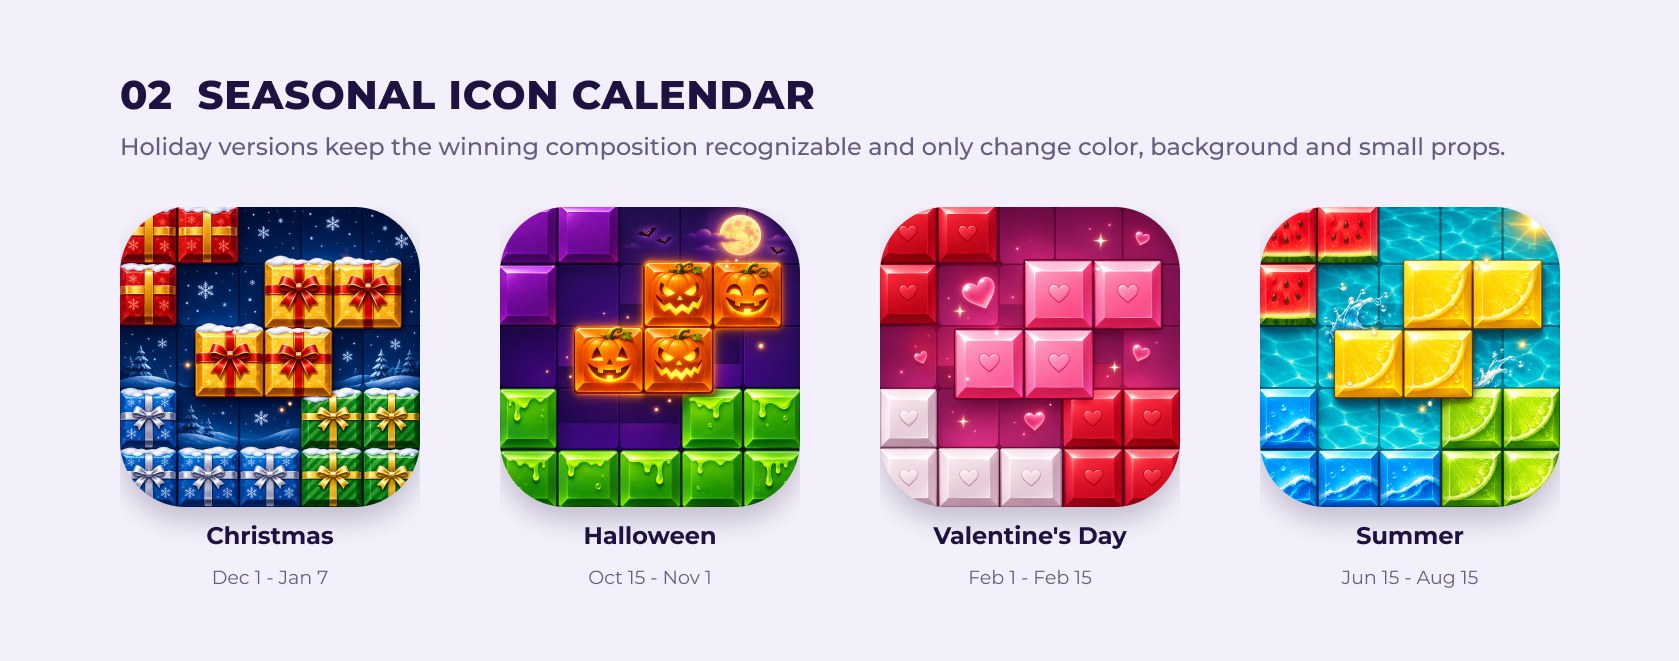 02 SEASONAL ICON CALENDAR
Holiday versions keep the winning composition recognizable and only change color, background and small props.
Christmas
Dec 1 - Jan 7
Halloween
Oct 15 - Nov 1
Valentine's Day
Feb 1 - Feb 15
Summer
Jun 15 - Aug 15